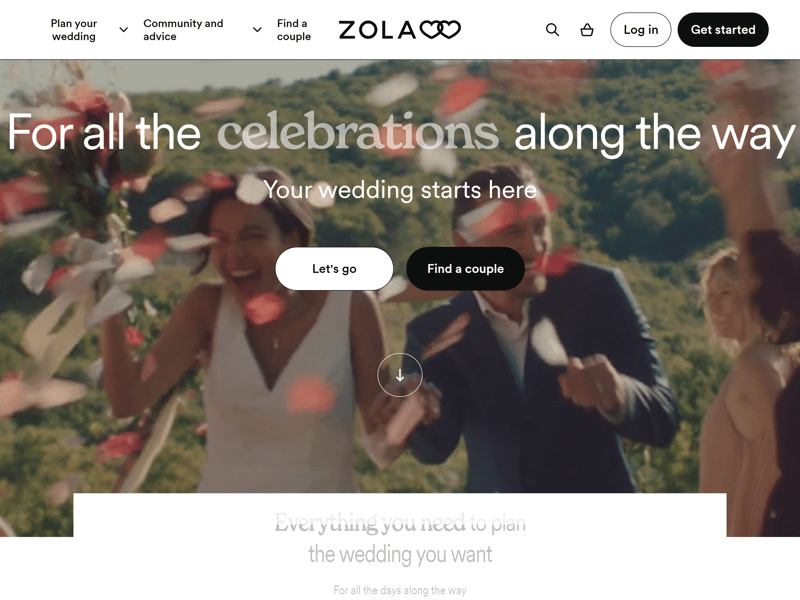 Plan your
wedding
Community and
advice
Find a
couple
ZOLA
Log in
Get started
For all the celebrations along the way
Your wedding starts here
Let's go
Find a couple
Everything you need to plan
the wedding you want
For all the days along the way